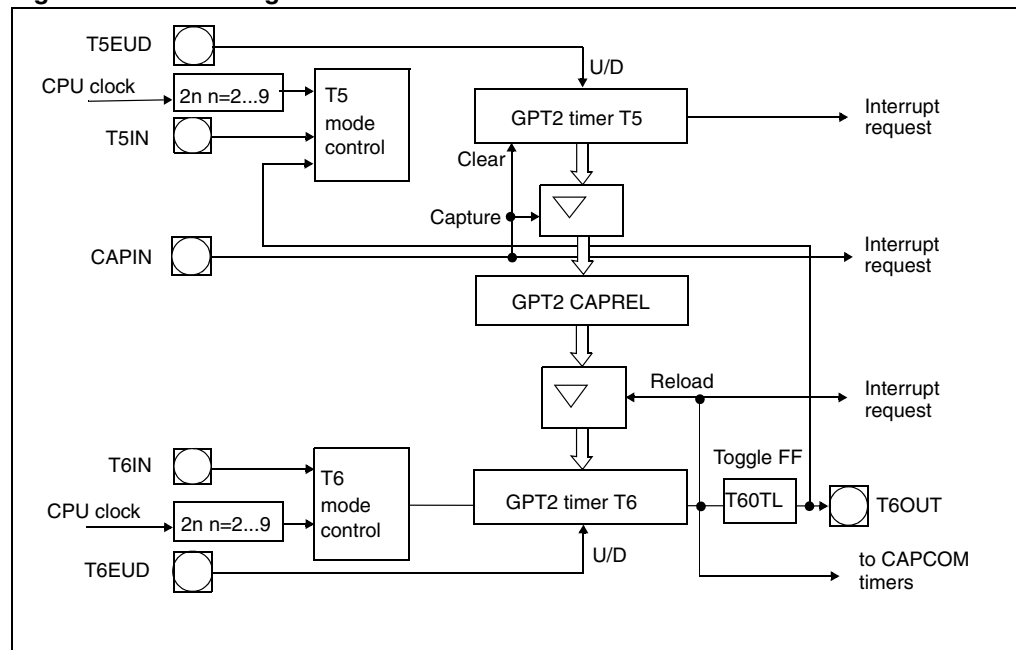 T5EUD
U/D
CPU clock
2n n=2...9
T5
mode
control
GPT2 timer T5
Interrupt
request
T5IN
Clear
Capture
CAPIN
Interrupt
request
GPT2 CAPREL
Reload
Interrupt
request
T6IN
T6
mode
control
Toggle FF
GPT2 timer T6
T60TL
T6OUT
CPU clock
2n n=2...9
U/D
T6EUD
to CAPCOM
timers